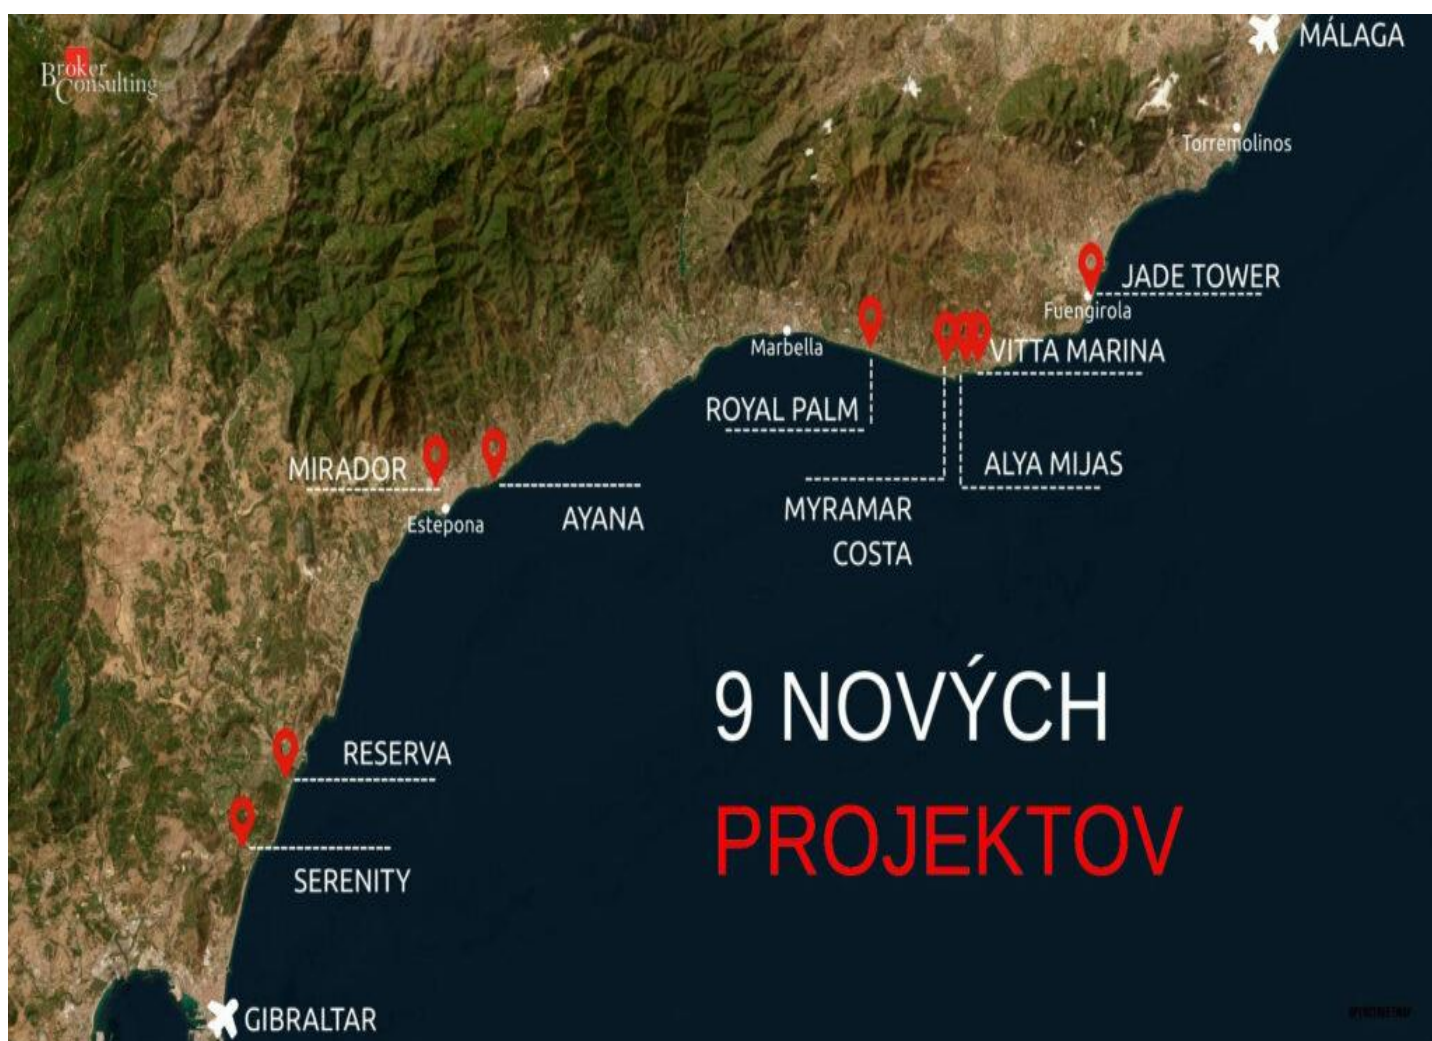 MÁLAGA
Broker
Consulting
Torremolinos
JADE TOWER
Fuengirola
Marbella
VITTA MARINA
ROYAL PALM
ALYA MIJAS
MIRADOR
MYRAMAR
COSTA
AYANA
Estepona
9 NOVÝCH
PROJEKTOV
RESERVA
SERENITY
GIBRALTAR